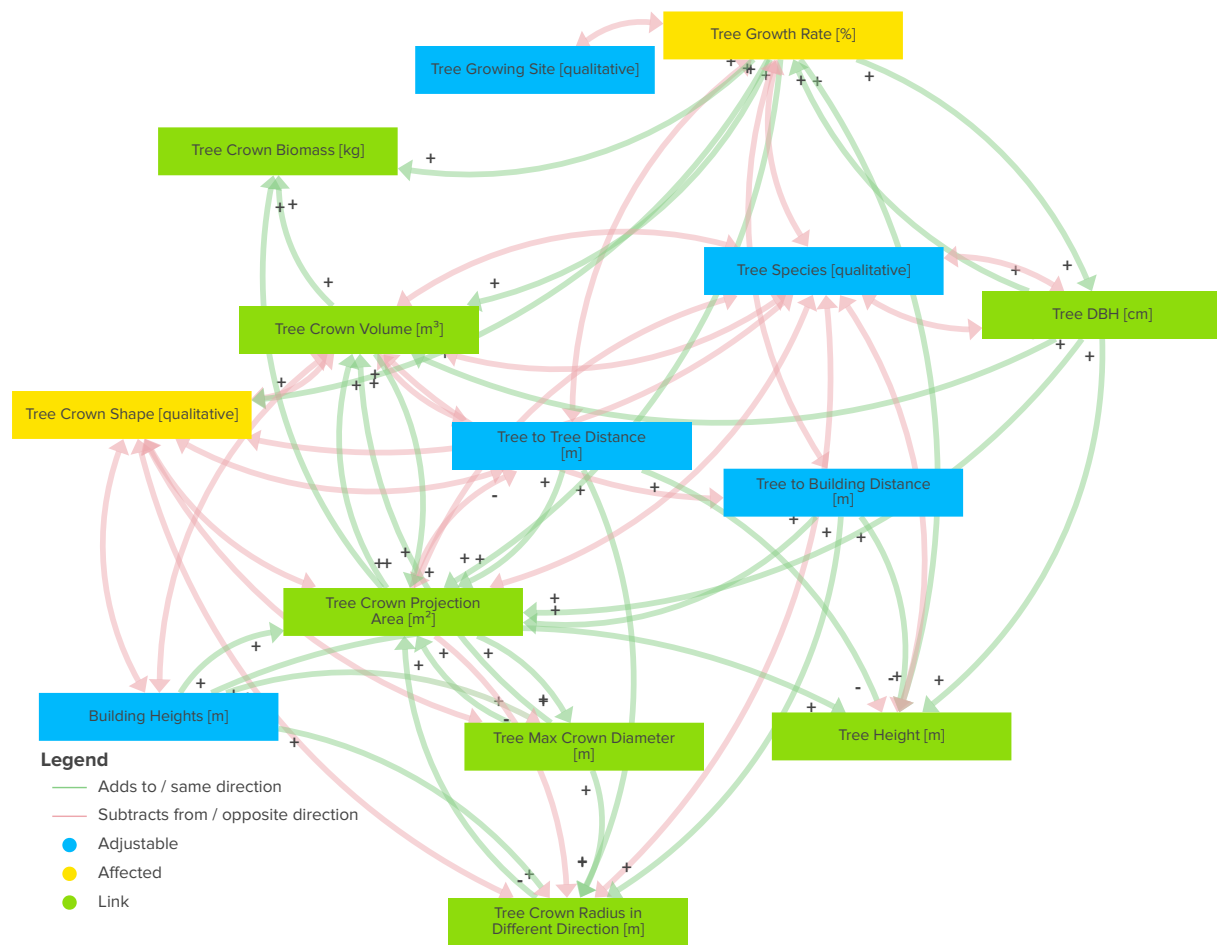 Tree Growth Rate [%]
Tree Growing Site [qualitative]
Tree Crown Biomass [kg]
Tree Species [qualitative]
Tree DBH [cm]
Tree Crown Volume [m³]
Tree Crown Shape [qualitative]
Tree to Tree Distance
[m]
Tree to Building Distance
[m]
Tree Crown Projection
Area [m²]
Building Heights [m]
Tree Max Crown Diameter
[m]
Tree Height [m]
Legend
Adds to / same direction
Subtracts from / opposite direction
Adjustable
Affected
Link
Tree Crown Radius in
Different Direction [m]